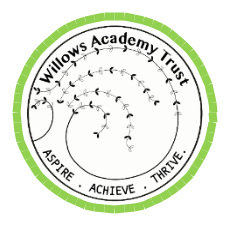 Willows Academy Trust
ASPIRE . ACHIEVE . THRIVE.